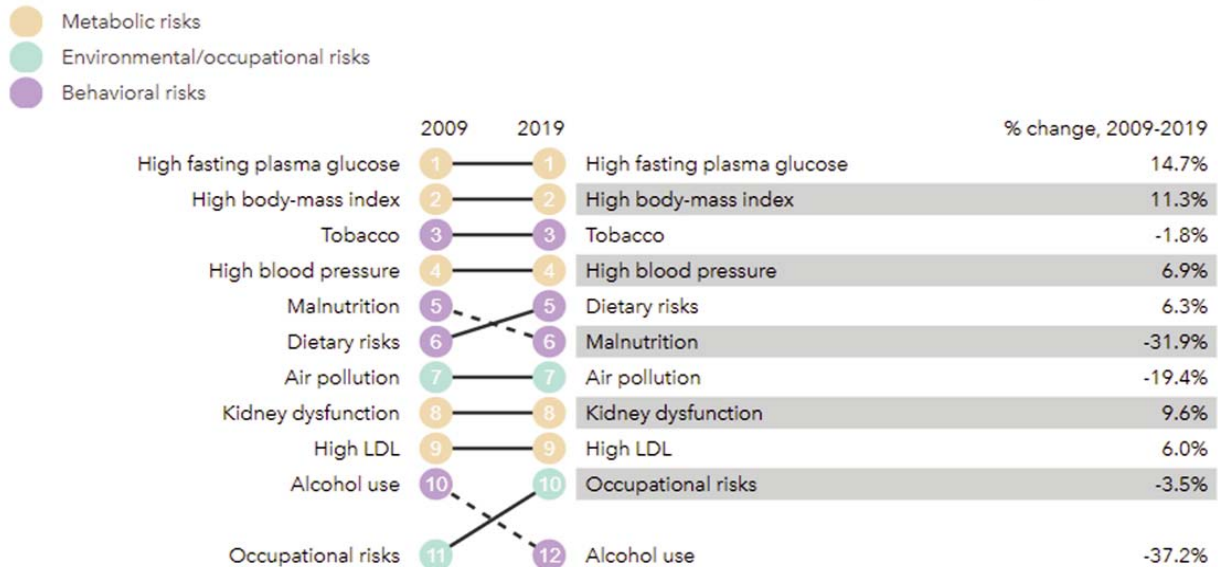 Metabolic risks
Environmental/occupational risks
Behavioral risks
2009 2019 % change, 2009-2019
High fasting plasma glucose 1 1 High fasting plasma glucose 14.7%
High body-mass index 2 2 High body-mass index 11.3%
Tobacco 3 3 Tobacco -1.8%
High blood pressure 4 4 High blood pressure 6.9%
Malnutrition 5 5 Dietary risks 6.3%
Dietary risks 6 6 Malnutrition -31.9%
Air pollution 7 7 Air pollution -19.4%
Kidney dysfunction 8 8 Kidney dysfunction 9.6%
High LDL 9 9 High LDL 6.0%
Alcohol use 10 10 Occupational risks -3.5%
Occupational risks 11 12 Alcohol use -37.2%